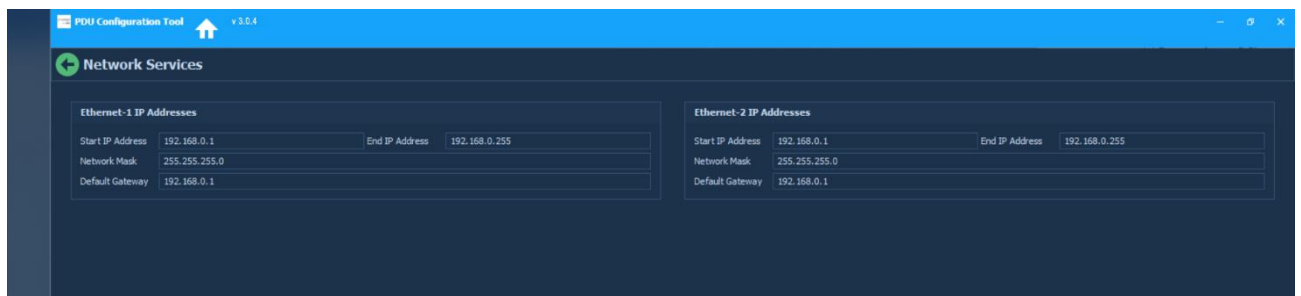 PDU Configuration Tool v 3.0.4
Network Services
Ethernet-1 IP Addresses
Start IP Address 192.168.0.1 End IP Address 192.168.0.255
Network Mask 255.255.255.0
Default Gateway 192.168.0.1
Ethernet-2 IP Addresses
Start IP Address 192.168.0.1 End IP Address 192.168.0.255
Network Mask 255.255.255.0
Default Gateway 192.168.0.1